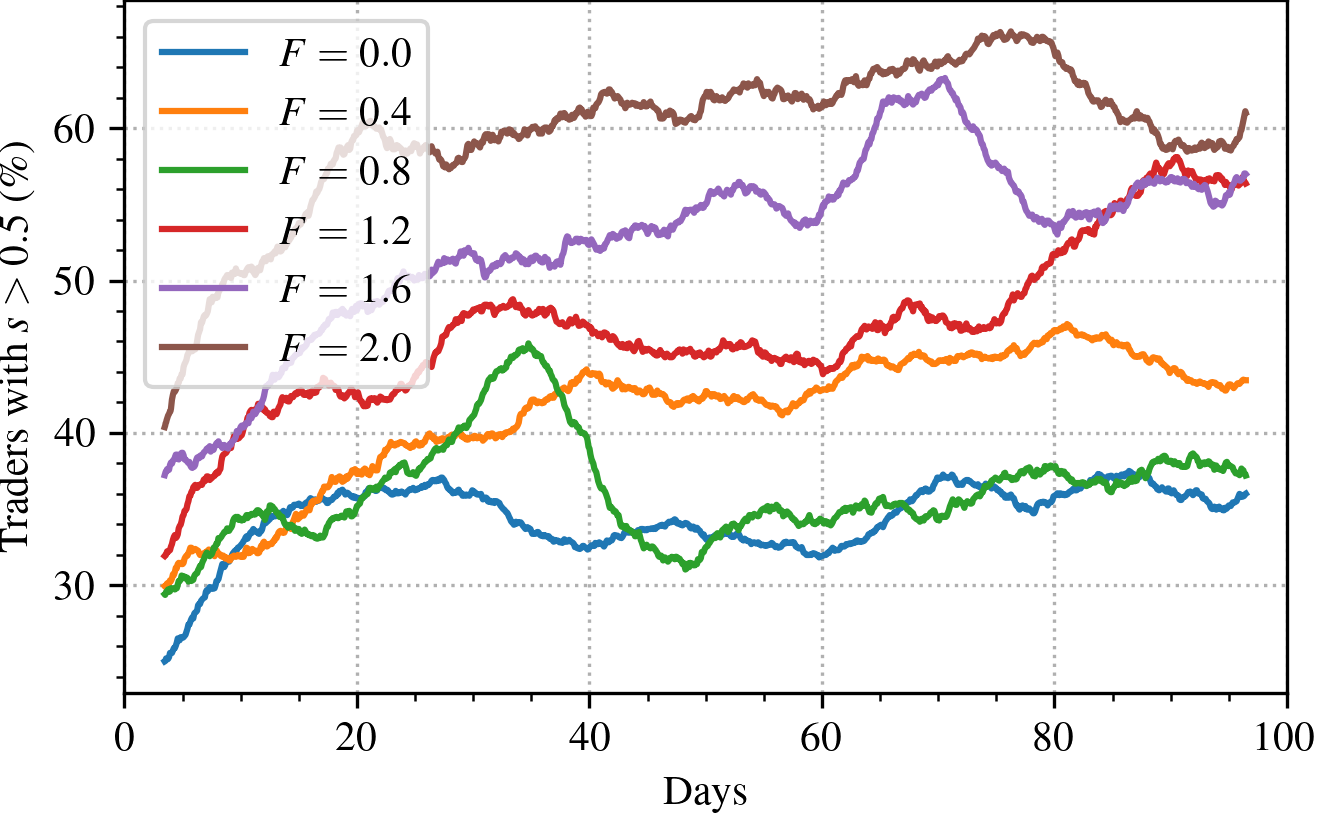 Traders with s > 0.5 (%)
60
50
40
30
F = 0.0
F = 0.4
F = 0.8
F = 1.2
F = 1.6
F = 2.0
0 20 40 60 80 100
Days